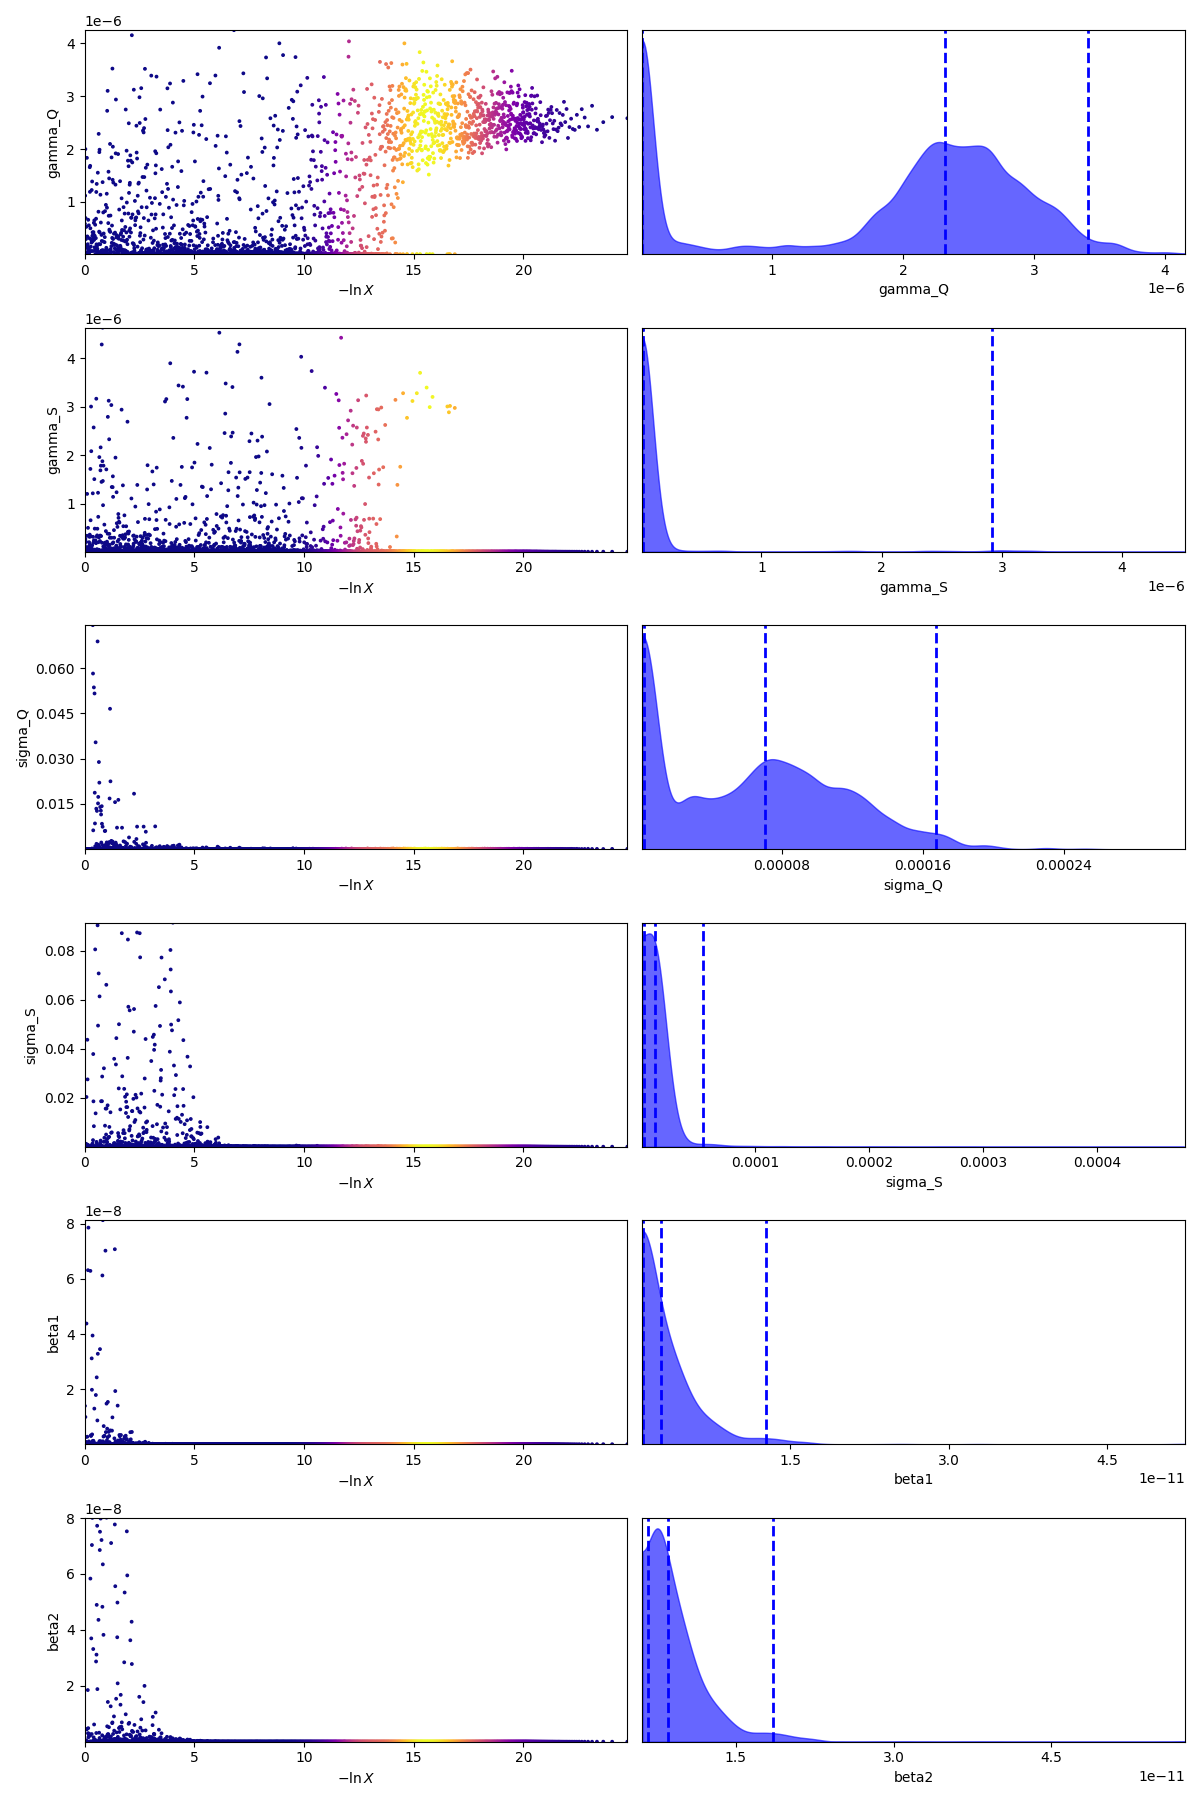 1e−6
gamma_Q
4
3
2
1
0 5 10 15 20
−ln X
1 2 3 4
gamma_Q
1e−6
1e−6
gamma_S
4
3
2
1
0 5 10 15 20
−ln X
1 2 3 4
gamma_S
1e−6
sigma_Q
0.060
0.045
0.030
0.015
0 5 10 15 20
−ln X
0.00008 0.00016 0.00024
sigma_Q
sigma_S
0.08
0.06
0.04
0.02
0 5 10 15 20
−ln X
0.0001 0.0002 0.0003 0.0004
sigma_S
1e−8
beta1
8
6
4
2
0 5 10 15 20
−ln X
1.5 3.0 4.5
beta1
1e−11
1e−8
beta2
8
6
4
2
0 5 10 15 20
−ln X
1.5 3.0 4.5
beta2
1e−11